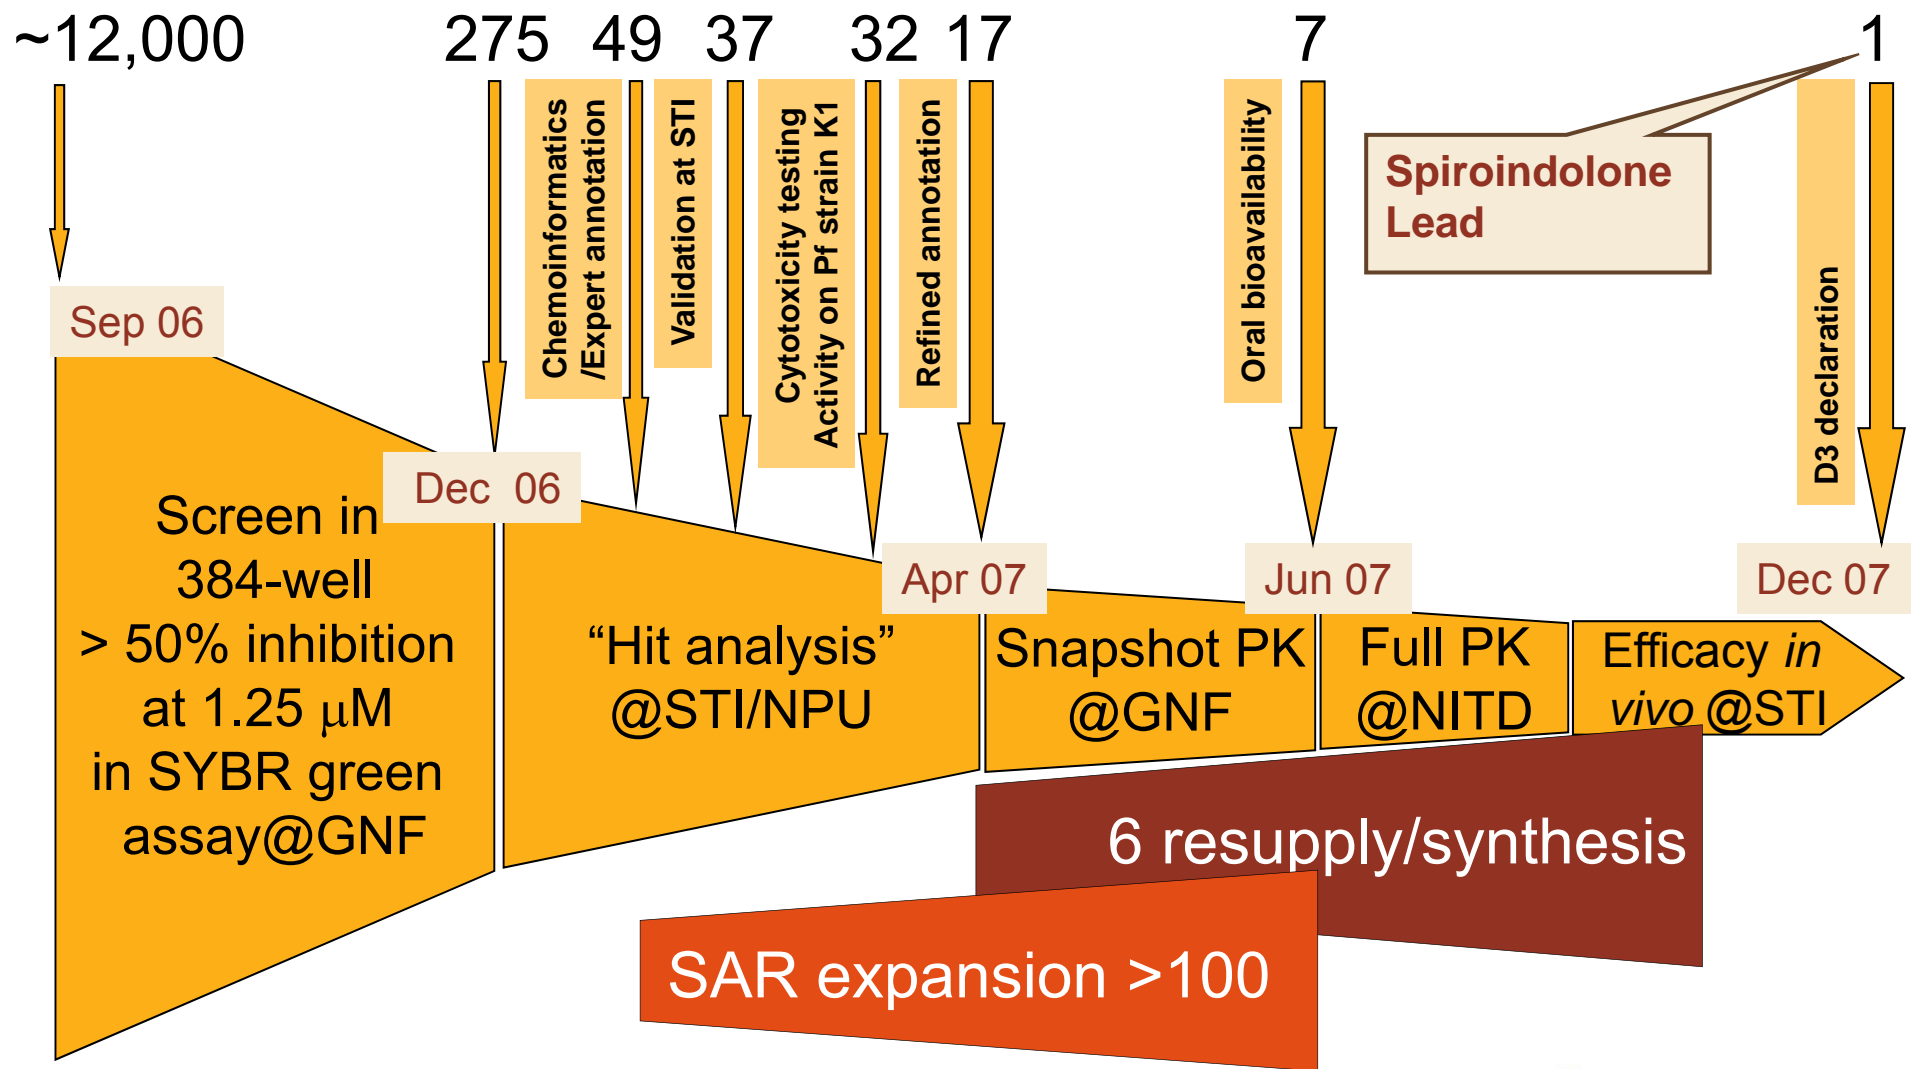 ~12,000
275
49
37
32
17
7
1
Chemoinformatics
/Expert annotation
Validation at STI
Cytotoxicity testing
Activity on Pf strain K1
Refined annotation
Oral bioavailability
Spiroindolone
Lead
D3 declaration
Sep 06
Dec 06
Apr 07
Jun 07
Dec 07
Screen in
384-well
> 50% inhibition
at 1.25 μM
in SYBR green
assay@GNF
“Hit analysis”
@STI/NPU
Snapshot PK
@GNF
Full PK
@NITD
Efficacy in
vivo @STI
6 resupply/synthesis
SAR expansion >100